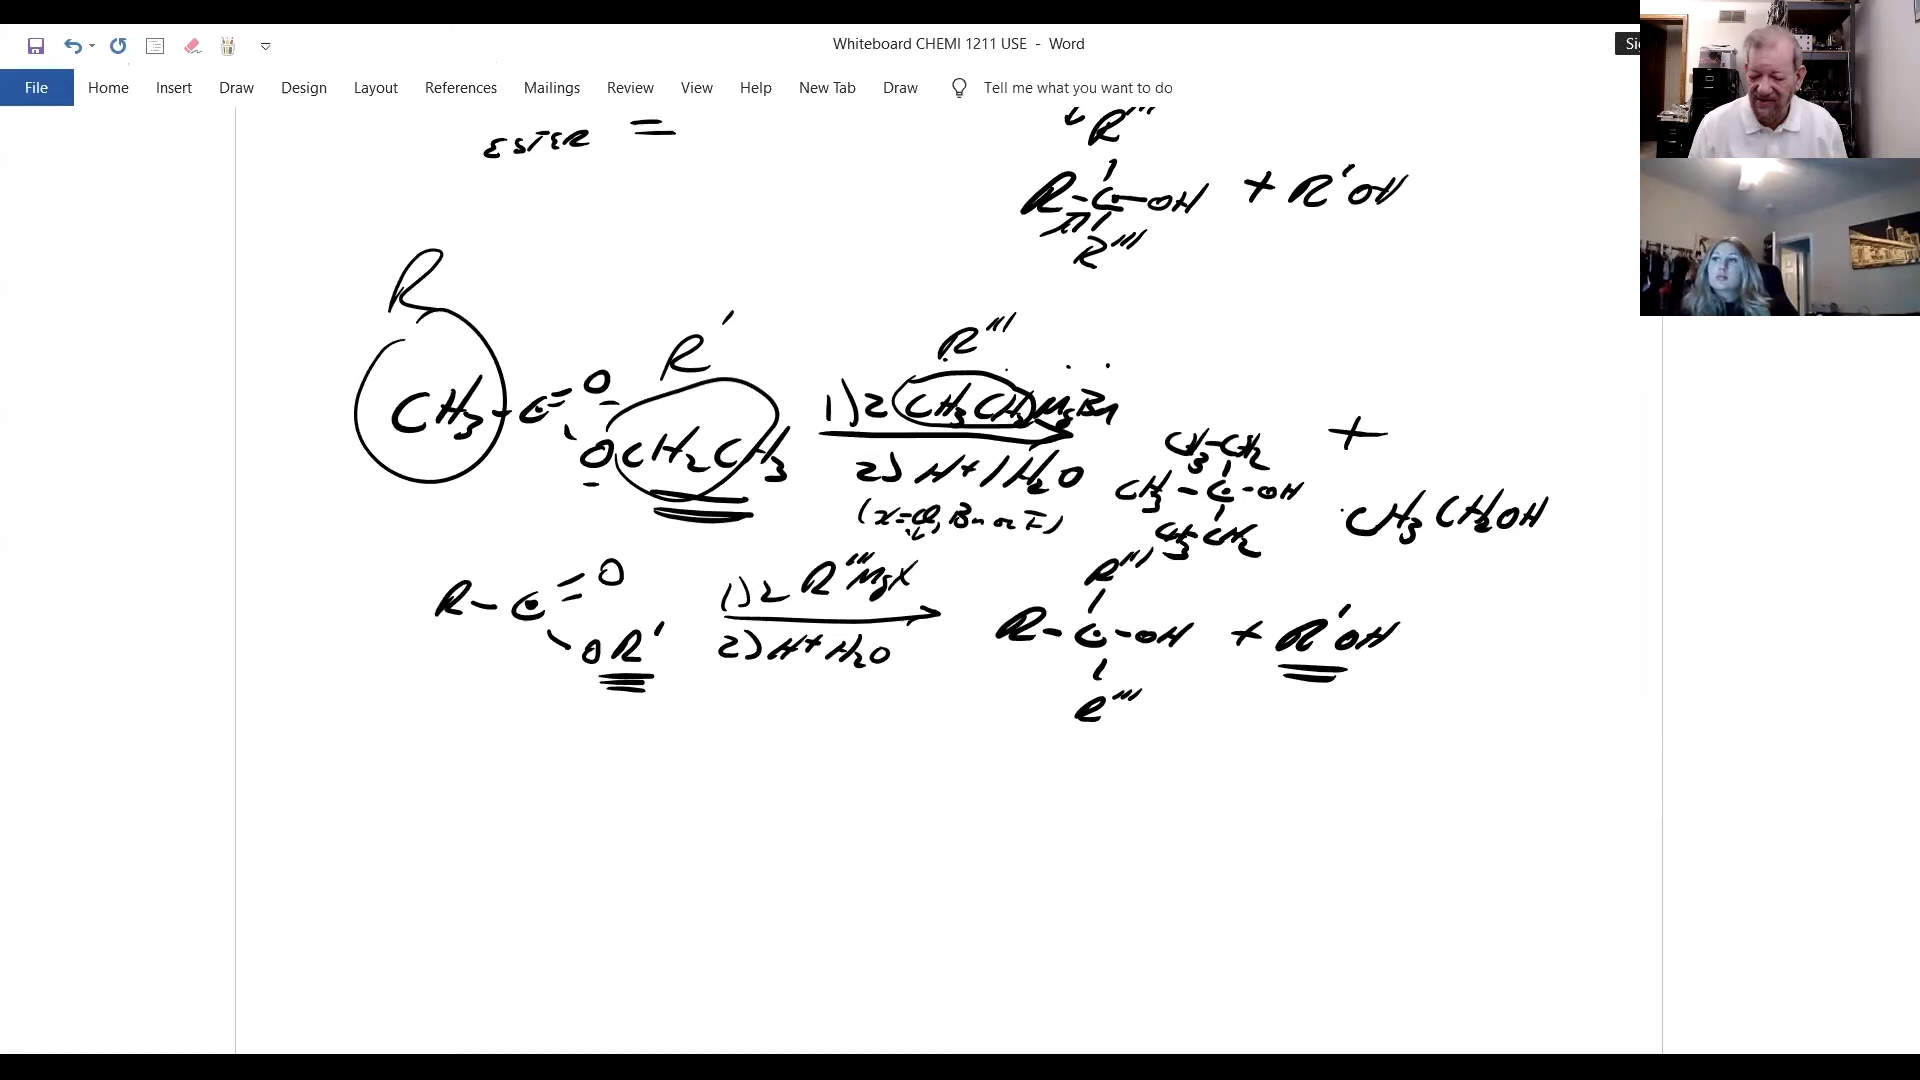 Whiteboard CHEMI 1211 USE - Word
Si
File Home Insert Draw Design Layout References Mailings Review View Help New Tab Draw Tell me what you want to do
R'''
ESTER =
R-C-OH + R'OH
R'''
R
R' R'''
CH3-C=O
OCH2CH3
1) 2 CH3CH2MgBr
2) H+/H2O
(X=Cl, Br or I)
CH3-CH2
CH3-C-OH
CH3CH2
+
CH3CH2OH
R-C=O
OR'
1) 2 R'''MgX
2) H+ H2O
R'''
R-C-OH + R'OH
R'''